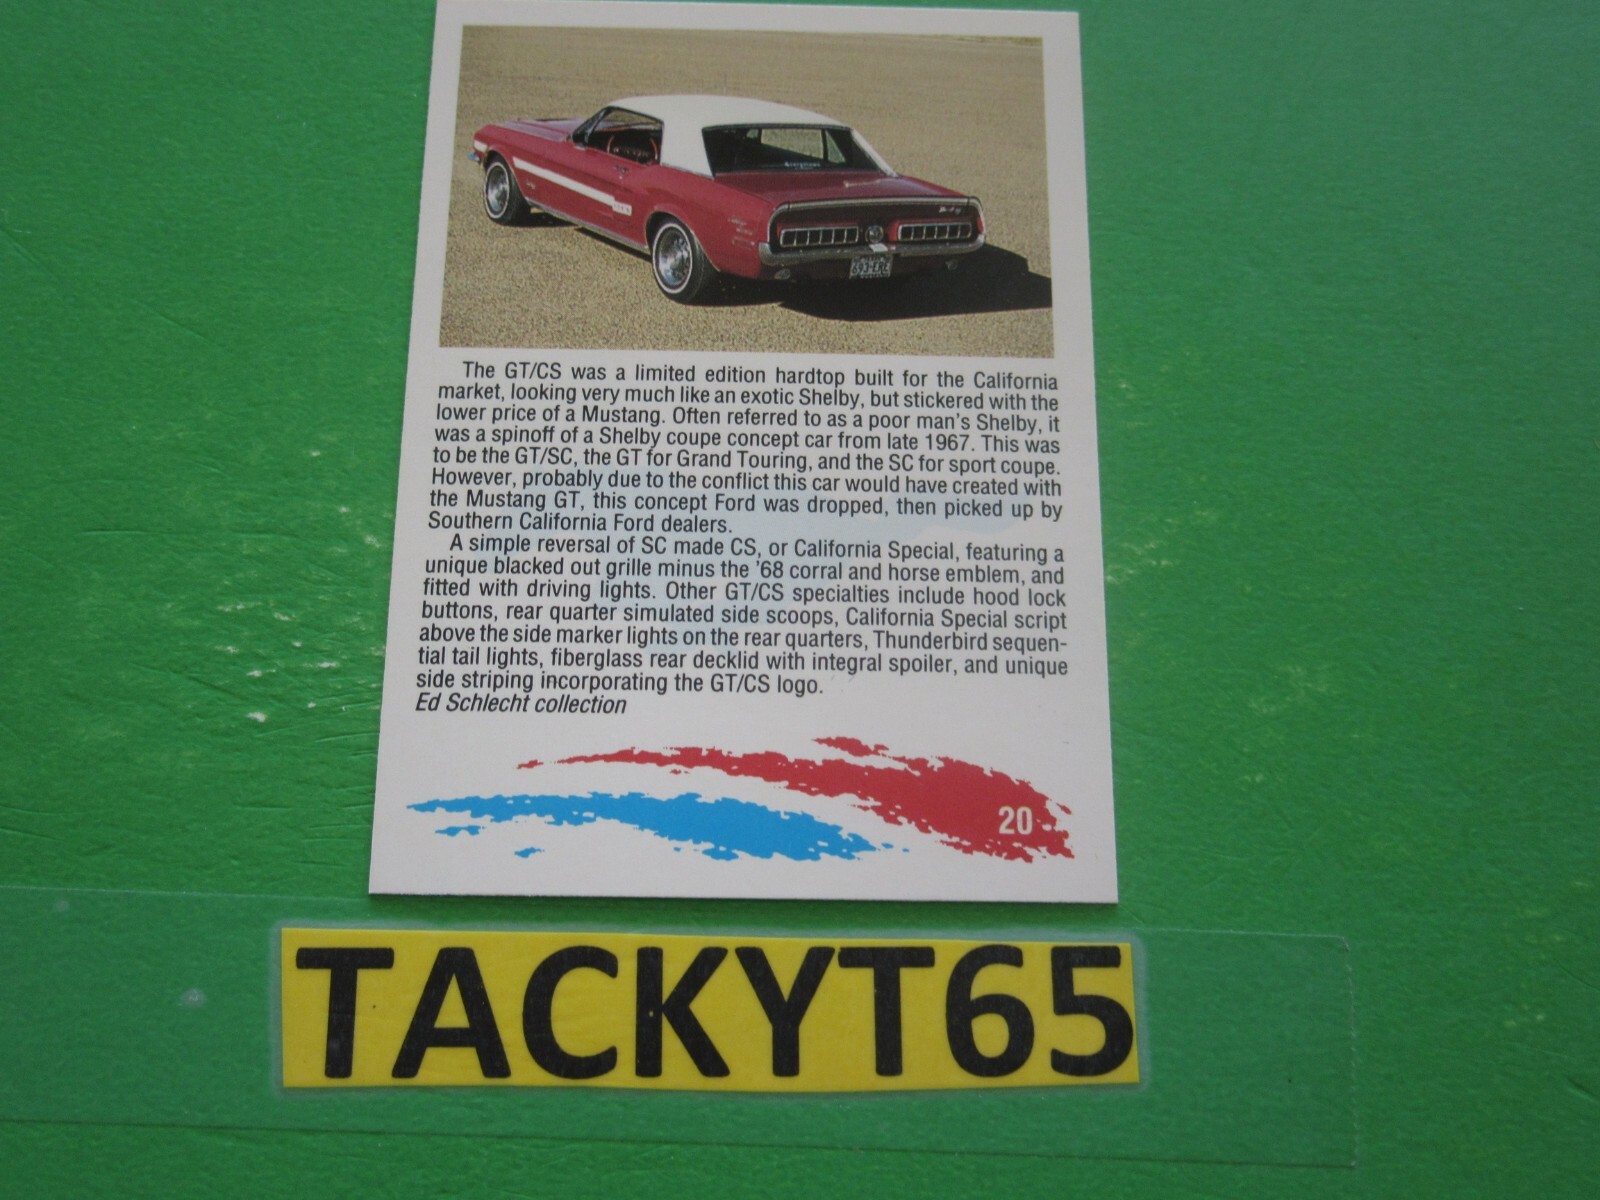 693-ERE
The GT/CS was a limited edition hardtop built for the California
market, looking very much like an exotic Shelby, but stickered with the
lower price of a Mustang. Often referred to as a poor man's Shelby, it
was a spinoff of a Shelby coupe concept car from late 1967. This was
to be the GT/SC, the GT for Grand Touring, and the SC for sport coupe.
However, probably due to the conflict this car would have created with
the Mustang GT, this concept Ford was dropped, then picked up by
Southern California Ford dealers.
A simple reversal of SC made CS, or California Special, featuring a
unique blacked out grille minus the '68 corral and horse emblem, and
fitted with driving lights. Other GT/CS specialties include hood lock
buttons, rear quarter simulated side scoops, California Special script
above the side marker lights on the rear quarters, Thunderbird sequen-
tial tail lights, fiberglass rear decklid with integral spoiler, and unique
side striping incorporating the GT/CS logo.
Ed Schlecht collection
20
TACKYT65